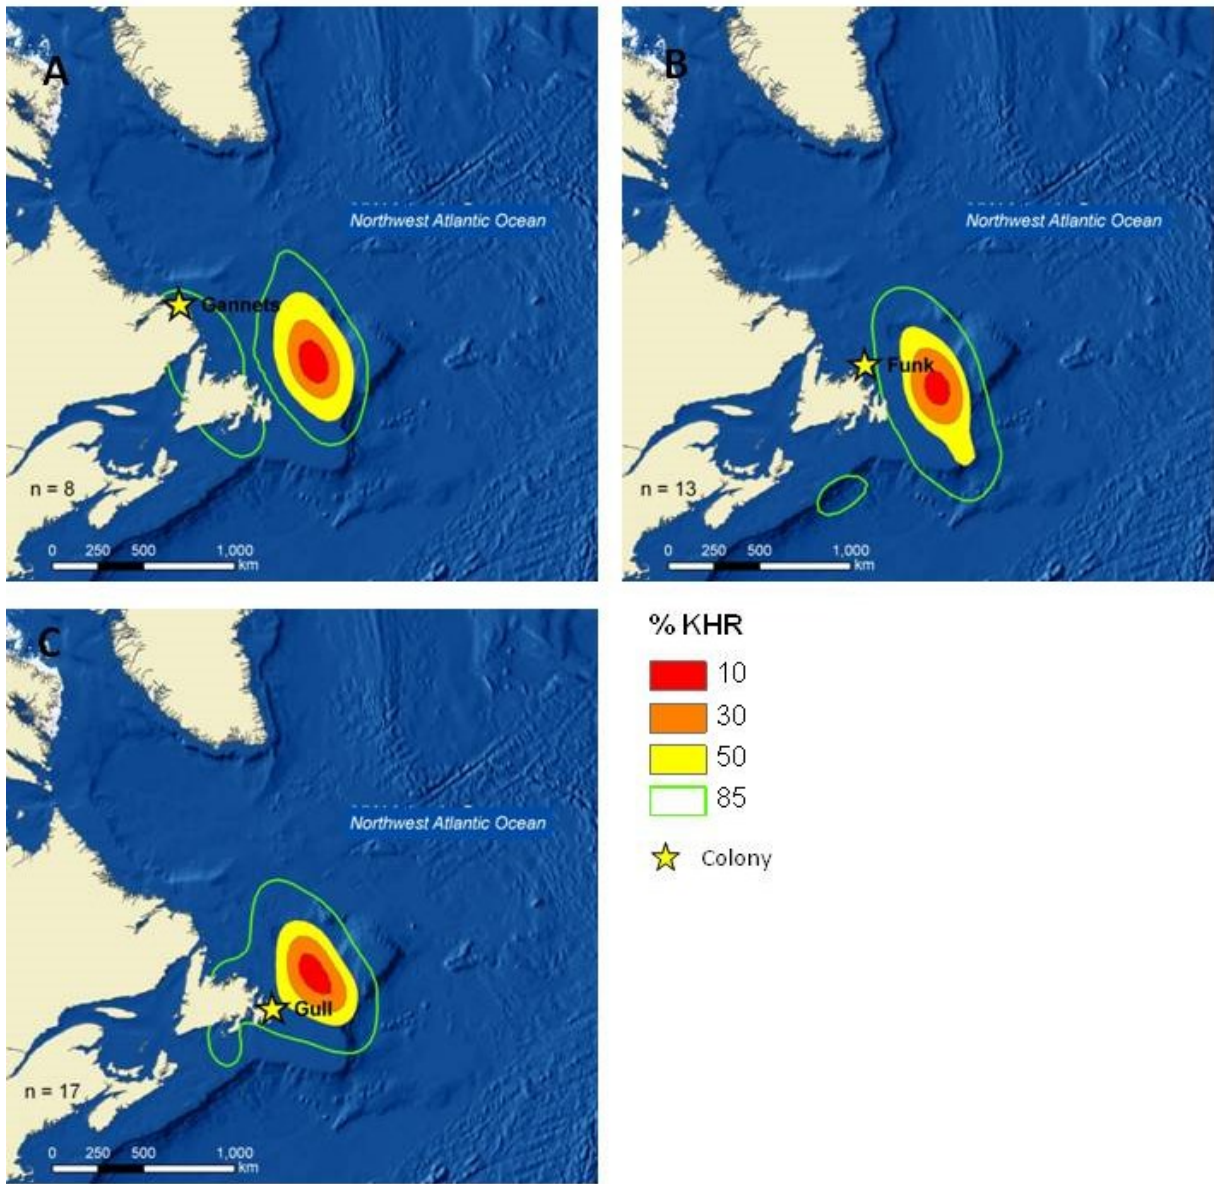 A
Northwest Atlantic Ocean
Gannets
n = 8
0 250 500 1,000
km
B
Northwest Atlantic Ocean
Funk
n = 13
0 250 500 1,000
km
C
Northwest Atlantic Ocean
Gull
n = 17
0 250 500 1,000
km
% KHR
10
30
50
85
Colony